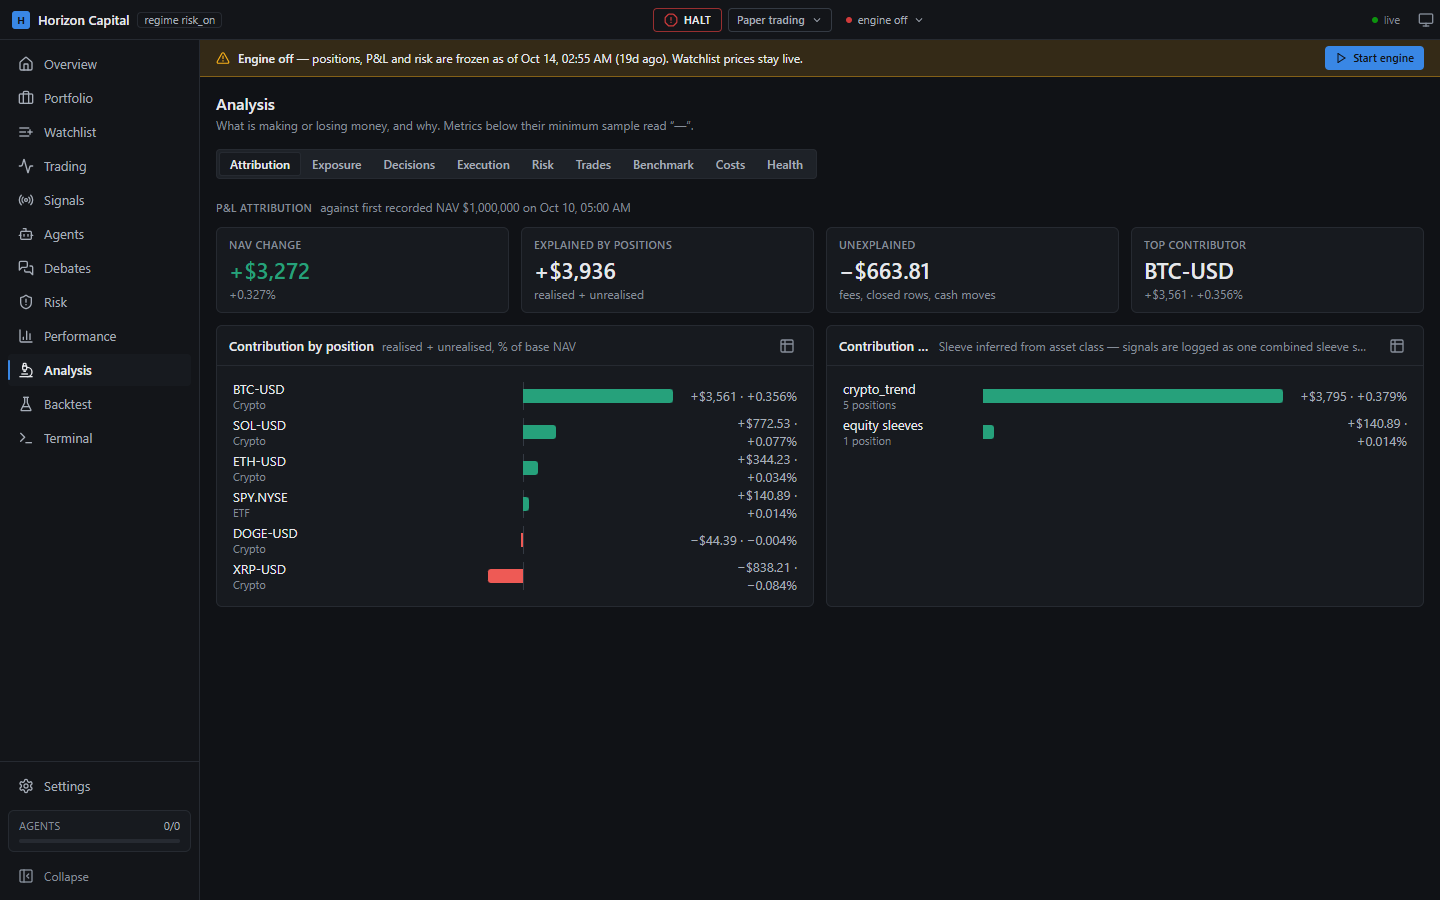 H Horizon Capital regime risk_on HALT Paper trading engine off live
Overview
Portfolio
Watchlist
Trading
Signals
Agents
Debates
Risk
Performance
Analysis
Backtest
Terminal
Settings
AGENTS 0/0
Collapse
Engine off — positions, P&L and risk are frozen as of Oct 14, 02:55 AM (19d ago). Watchlist prices stay live. Start engine
Analysis
What is making or losing money, and why. Metrics below their minimum sample read “—”.
Attribution Exposure Decisions Execution Risk Trades Benchmark Costs Health
P&L ATTRIBUTION against first recorded NAV $1,000,000 on Oct 10, 05:00 AM
NAV CHANGE
+$3,272
+0.327%
EXPLAINED BY POSITIONS
+$3,936
realised + unrealised
UNEXPLAINED
−$663.81
fees, closed rows, cash moves
TOP CONTRIBUTOR
BTC-USD
+$3,561 · +0.356%
Contribution by position realised + unrealised, % of base NAV
BTC-USD
Crypto
+$3,561 · +0.356%
SOL-USD
Crypto
+$772.53 ·
+0.077%
ETH-USD
Crypto
+$344.23 ·
+0.034%
SPY.NYSE
ETF
+$140.89 ·
+0.014%
DOGE-USD
Crypto
−$44.39 · −0.004%
XRP-USD
Crypto
−$838.21 ·
−0.084%
Contribution ... Sleeve inferred from asset class — signals are logged as one combined sleeve s...
crypto_trend
5 positions
+$3,795 · +0.379%
equity sleeves
1 position
+$140.89 ·
+0.014%